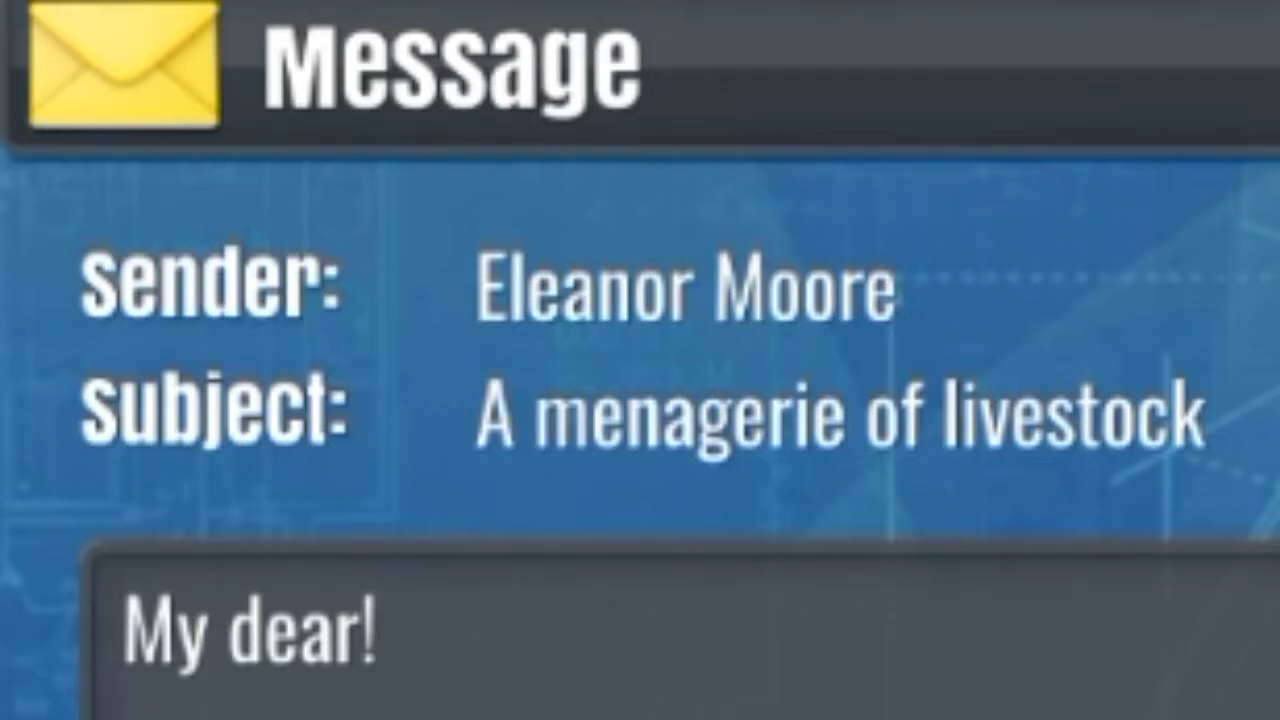 Message
Sender: Eleanor Moore
Subject: A menagerie of livestock
My dear!